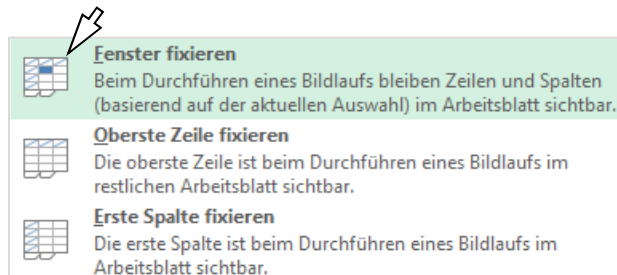 Fenster fixieren
Beim Durchführen eines Bildlaufs bleiben Zeilen und Spalten
(basierend auf der aktuellen Auswahl) im Arbeitsblatt sichtbar.
Oberste Zeile fixieren
Die oberste Zeile ist beim Durchführen eines Bildlaufs im
restlichen Arbeitsblatt sichtbar.
Erste Spalte fixieren
Die erste Spalte ist beim Durchführen eines Bildlaufs im
Arbeitsblatt sichtbar.